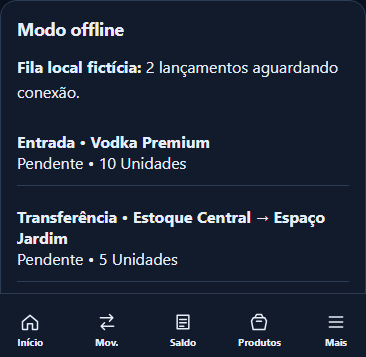 Modo offline
Fila local fictícia: 2 lançamentos aguardando
conexão.
Entrada • Vodka Premium
Pendente • 10 Unidades
Transferência • Estoque Central → Espaço
Jardim
Pendente • 5 Unidades
Início Mov. Saldo Produtos Mais